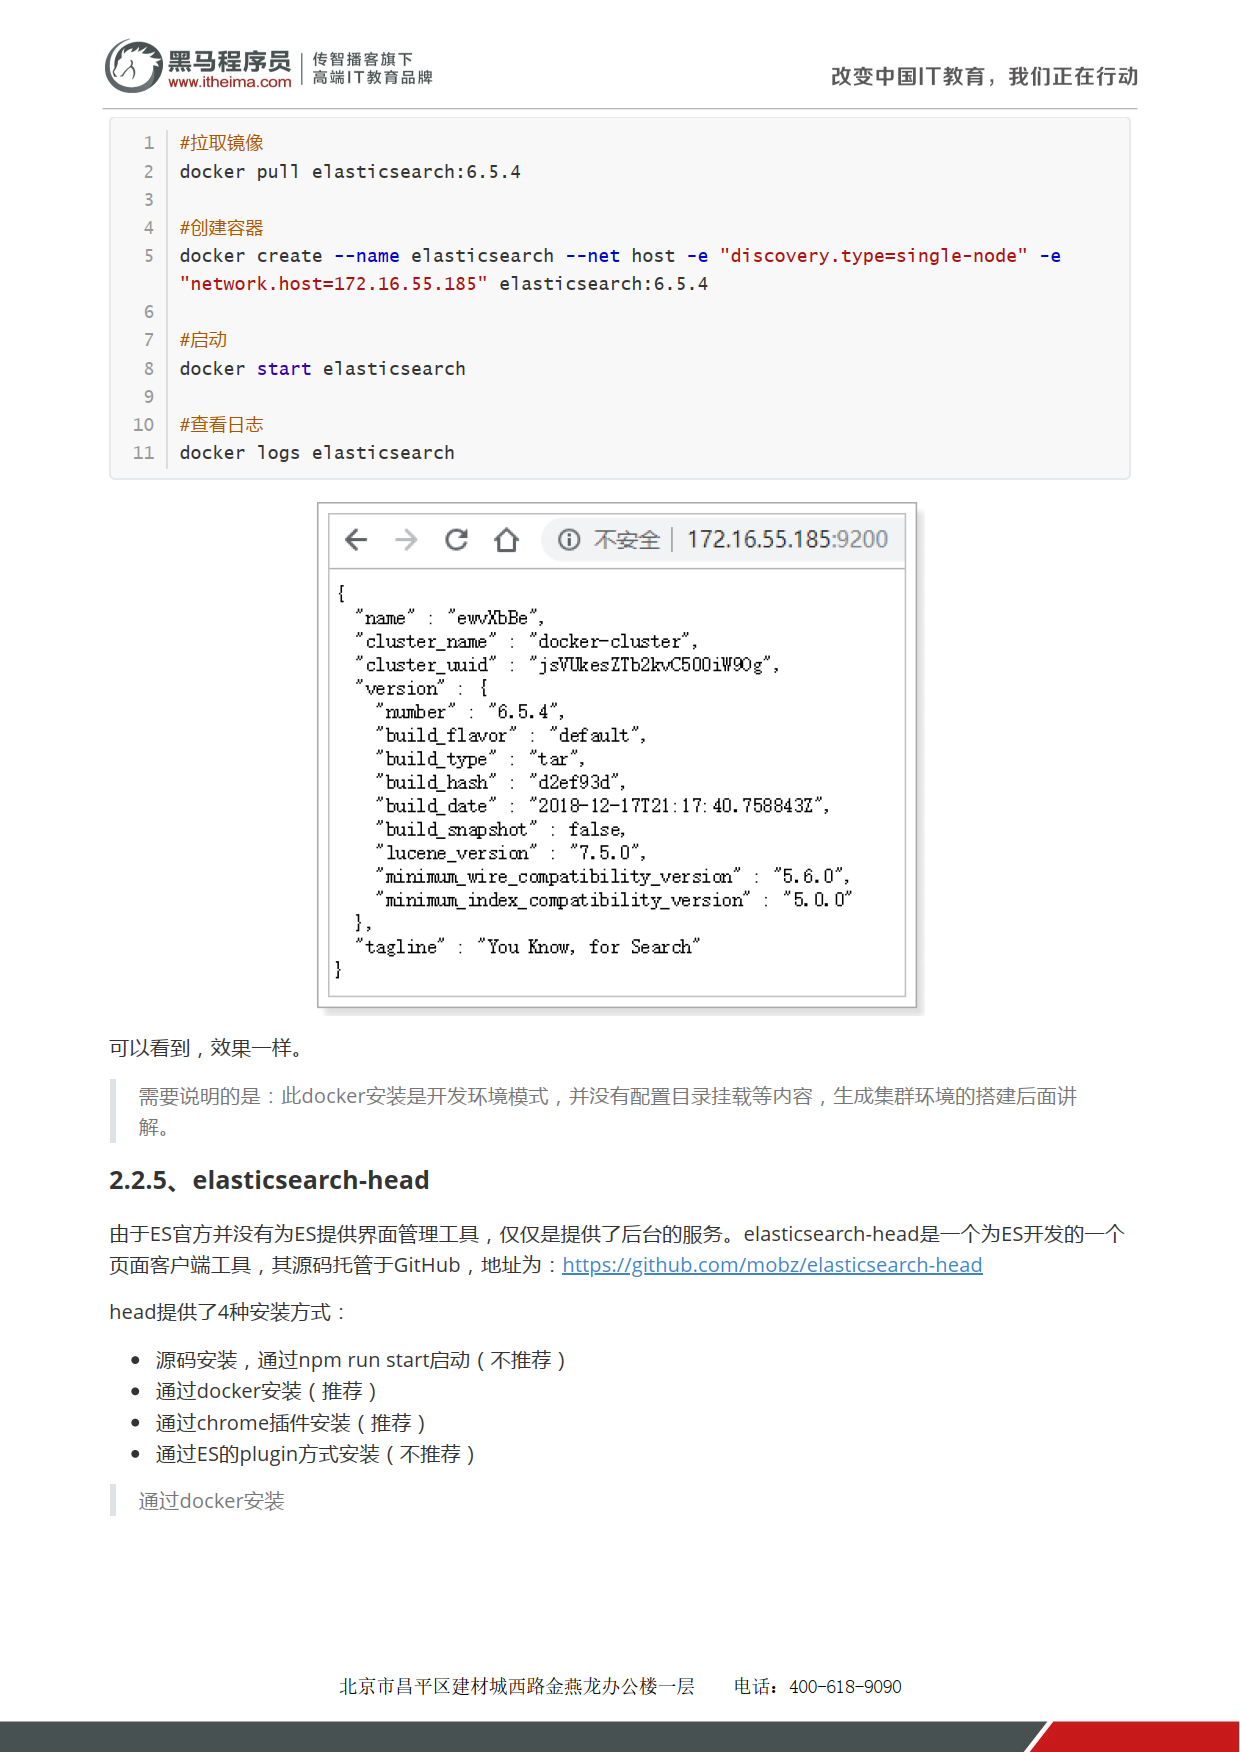 黑马程序员
www.itheima.com
传智播客旗下
高端IT教育品牌
改变中国IT教育，我们正在行动
1 #拉取镜像
2 docker pull elasticsearch:6.5.4
3
4 #创建容器
5 docker create --name elasticsearch --net host -e "discovery.type=single-node" -e
"network.host=172.16.55.185" elasticsearch:6.5.4
6
7 #启动
8 docker start elasticsearch
9
10 #查看日志
11 docker logs elasticsearch
不安全 | 172.16.55.185:9200
{
"name" : "ewvXbBe",
"cluster_name" : "docker-cluster",
"cluster_uuid" : "jsVUkesZTb2kvC5OOiW9Og",
"version" : {
"number" : "6.5.4",
"build_flavor" : "default",
"build_type" : "tar",
"build_hash" : "d2ef93d",
"build_date" : "2018-12-17T21:17:40.758843Z",
"build_snapshot" : false,
"lucene_version" : "7.5.0",
"minimum_wire_compatibility_version" : "5.6.0",
"minimum_index_compatibility_version" : "5.0.0"
},
"tagline" : "You Know, for Search"
}
可以看到，效果一样。
需要说明的是：此docker安装是开发环境模式，并没有配置目录挂载等内容，生成集群环境的搭建后面讲
解。
2.2.5、elasticsearch-head
由于ES官方并没有为ES提供界面管理工具，仅仅是提供了后台的服务。elasticsearch-head是一个为ES开发的一个
页面客户端工具，其源码托管于GitHub，地址为：https://github.com/mobz/elasticsearch-head
head提供了4种安装方式：
源码安装，通过npm run start启动（不推荐）
通过docker安装（推荐）
通过chrome插件安装（推荐）
通过ES的plugin方式安装（不推荐）
通过docker安装
北京市昌平区建材城西路金燕龙办公楼一层 电话：400-618-9090